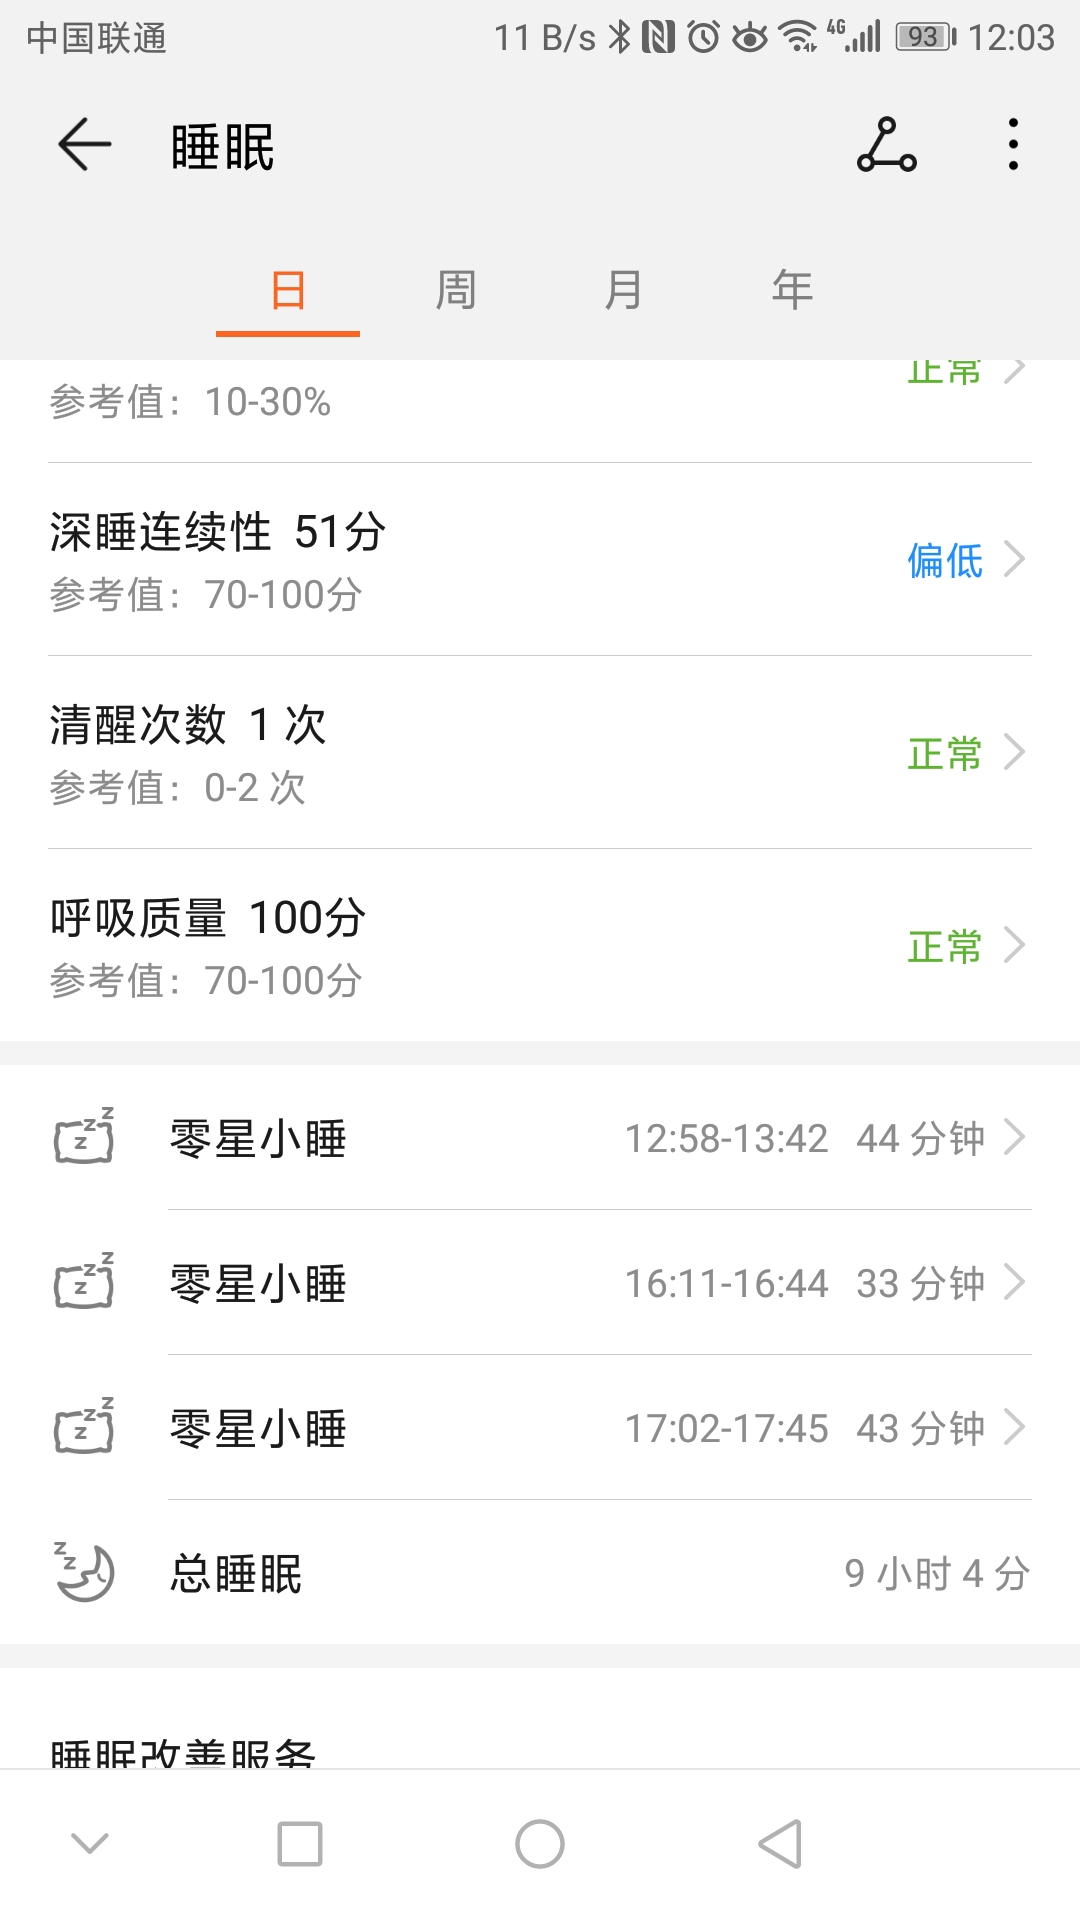 中国联通 11 B/s 4G 93 12:03
睡眠
日 周 月 年
正常
参考值：10-30%
深睡连续性 51分
偏低
参考值：70-100分
清醒次数 1 次
正常
参考值：0-2 次
呼吸质量 100分
正常
参考值：70-100分
零星小睡 12:58-13:42 44 分钟
零星小睡 16:11-16:44 33 分钟
零星小睡 17:02-17:45 43 分钟
总睡眠 9 小时 4 分
睡眠改善服务